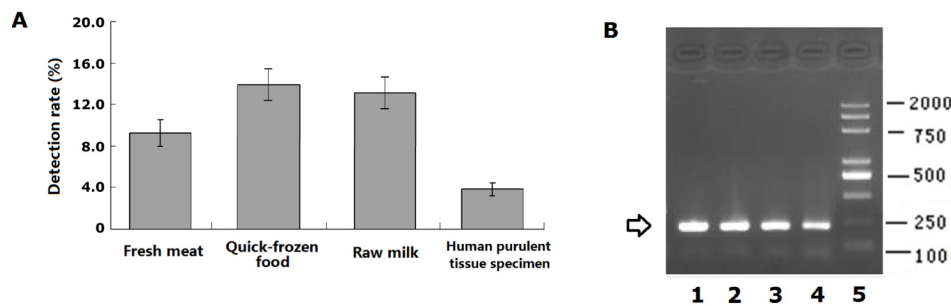 A
Detection rate (%)
20.0
16.0
12.0
8.0
4.0
0
Fresh meat
Quick-frozen
food
Raw milk
Human purulent
tissue specimen
B
2000
750
500
250
100
1 2 3 4 5